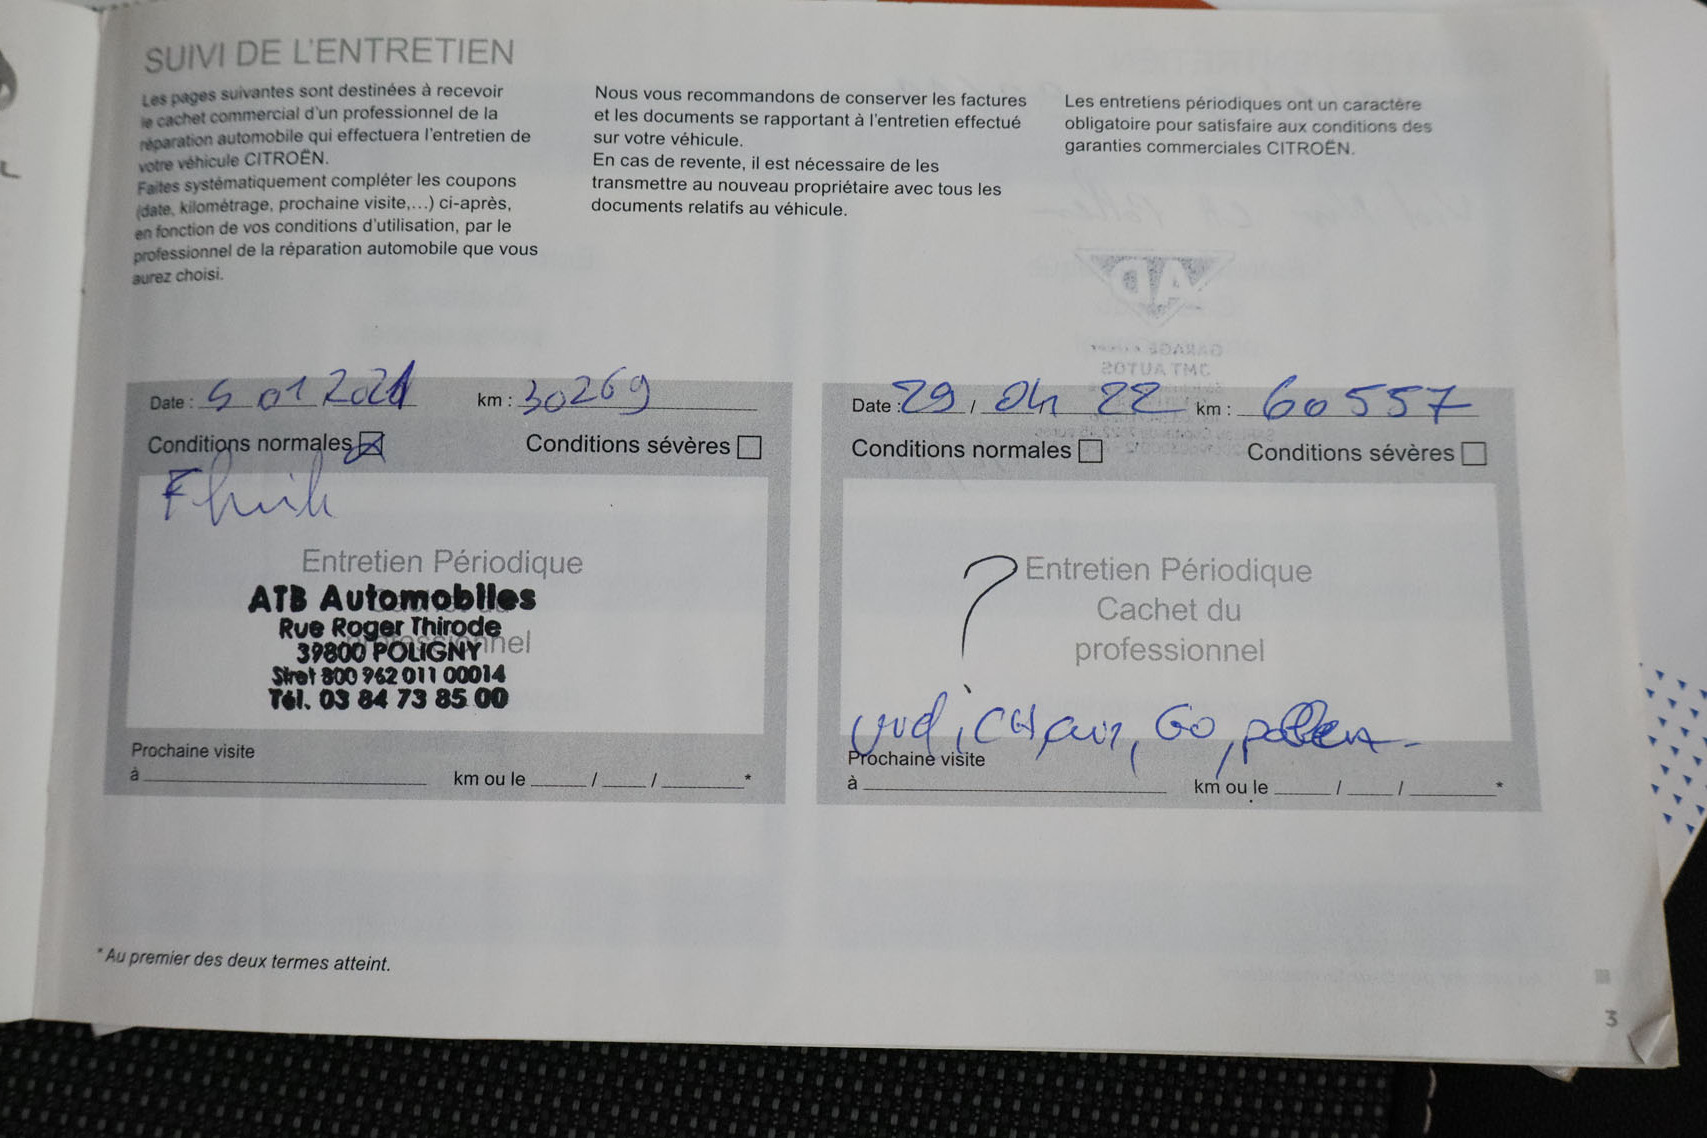 SUIVI DE L'ENTRETIEN
Les pages suivantes sont destinées à recevoir
le cachet commercial d'un professionnel de la
réparation automobile qui effectuera l'entretien de
votre véhicule CITROËN.
Faites systématiquement compléter les coupons
(date, kilométrage, prochaine visite,...) ci-après,
en fonction de vos conditions d'utilisation, par le
professionnel de la réparation automobile que vous
aurez choisi.
Nous vous recommandons de conserver les factures
et les documents se rapportant à l'entretien effectué
sur votre véhicule.
En cas de revente, il est nécessaire de les
transmettre au nouveau propriétaire avec tous les
documents relatifs au véhicule.
Les entretiens périodiques ont un caractère
obligatoire pour satisfaire aux conditions des
garanties commerciales CITROËN.
Date : 5 01 2021 km : 30269
Conditions normales Conditions sévères
Entretien Périodique
ATB Automobiles
Rue Roger Thirode
39800 POLIGNY
Siret 800 962 011 00014
Tél. 03 84 73 85 00
Prochaine visite
à km ou le / / *
Date : 29 / 04 22 km : 60557
Conditions normales Conditions sévères
? Entretien Périodique
Cachet du
professionnel
GO, pollen
Prochaine visite
à km ou le / / *
* Au premier des deux termes atteint.
3